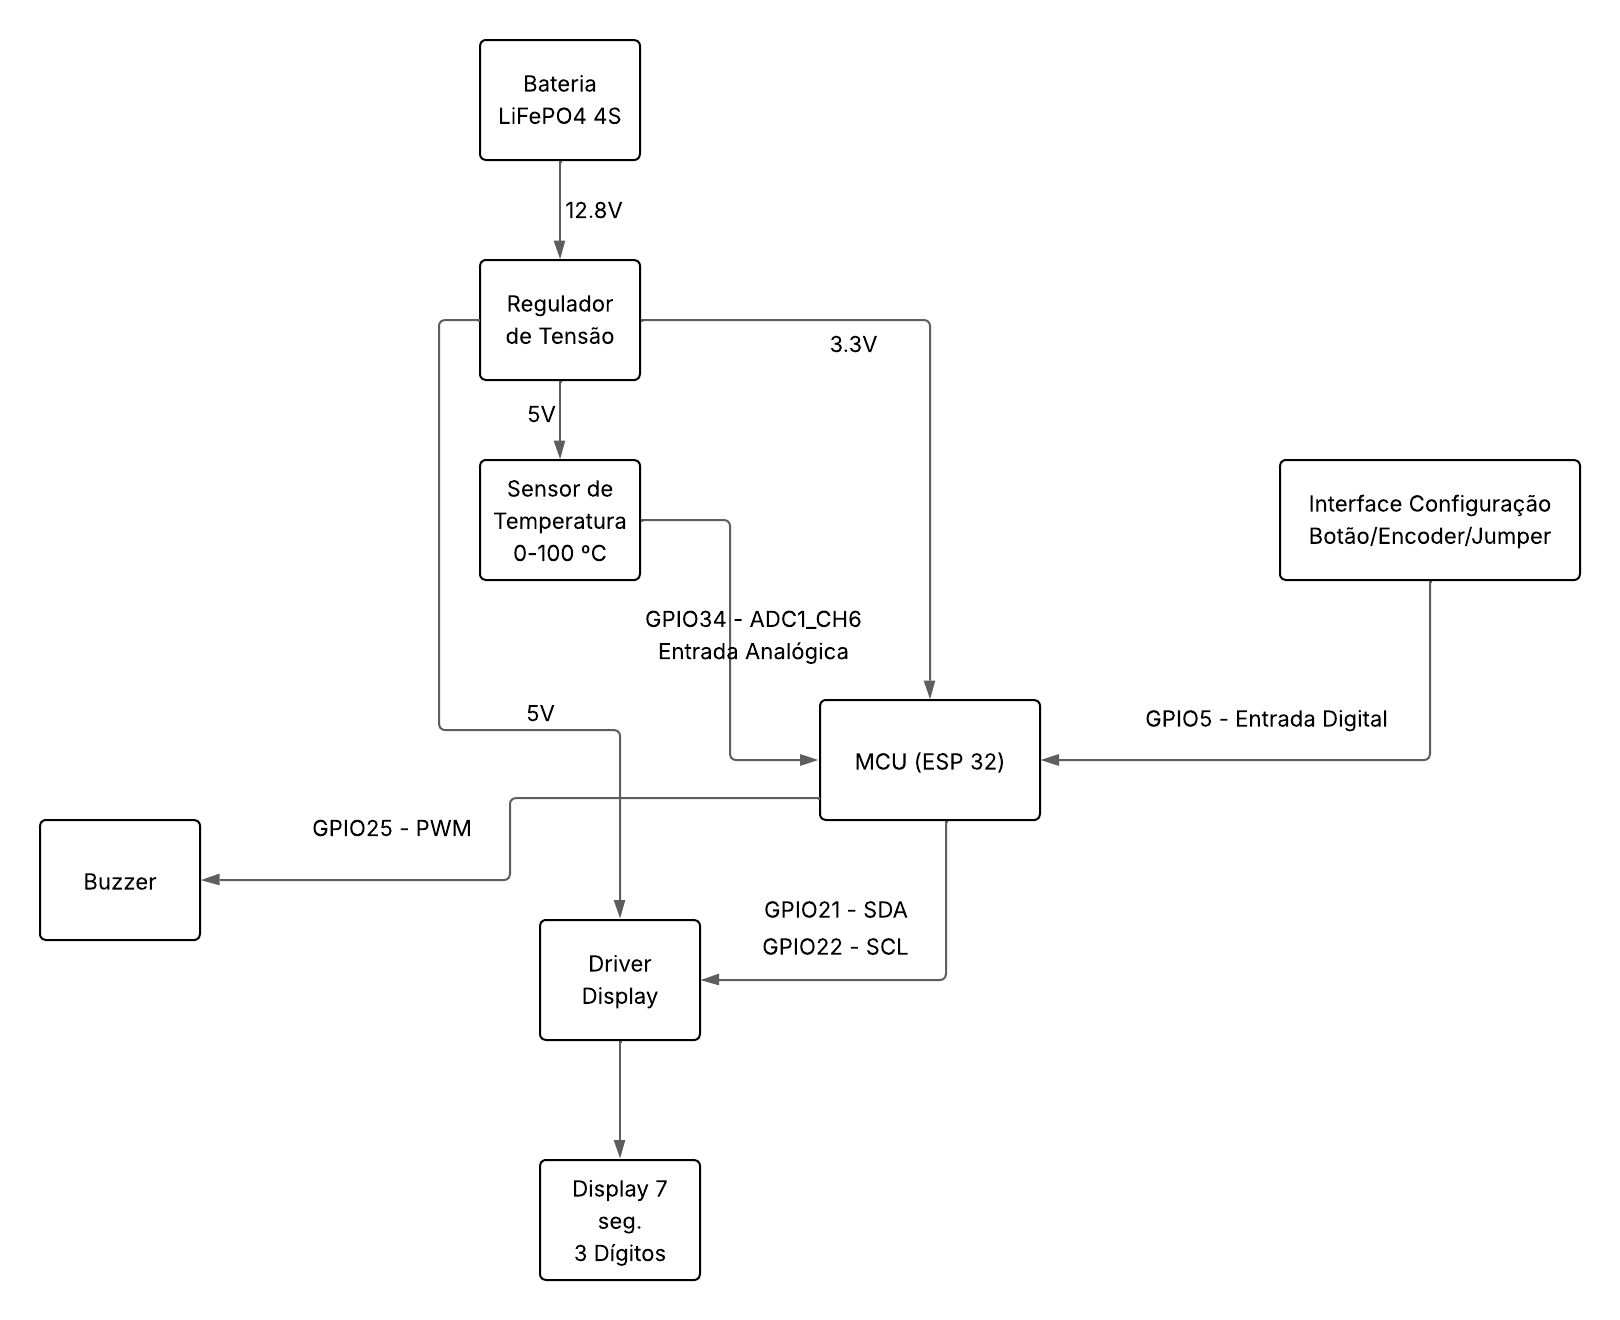 Bateria
LiFePO4 4S
12.8V
Regulador
de Tensão
3.3V
5V
Sensor de
Temperatura
0-100 ºC
Interface Configuração
Botão/Encoder/Jumper
GPIO34 - ADC1_CH6
Entrada Analógica
5V
GPIO5 - Entrada Digital
MCU (ESP 32)
GPIO25 - PWM
Buzzer
GPIO21 - SDA
GPIO22 - SCL
Driver
Display
Display 7
seg.
3 Dígitos